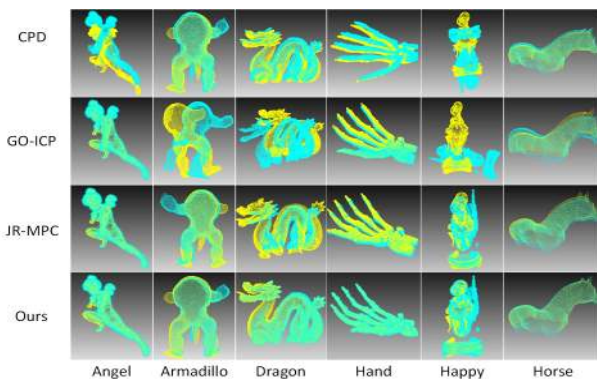 CPD
GO-ICP
JR-MPC
Ours
Angel Armadillo Dragon Hand Happy Horse